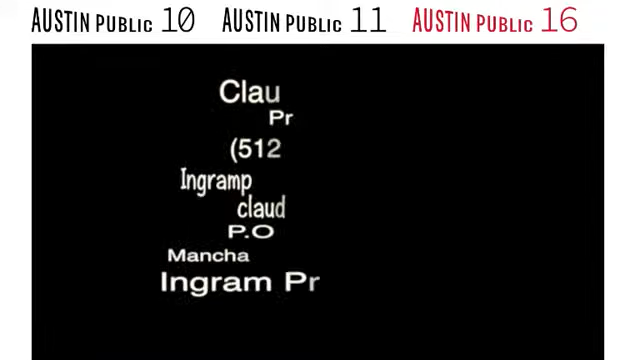 AUSTIN PUBLIC 10 AUSTIN PUBLIC 11 AUSTIN PUBLIC 16
Clau
Pr
(512
Ingramp
claud
P.O
Mancha
Ingram Pr